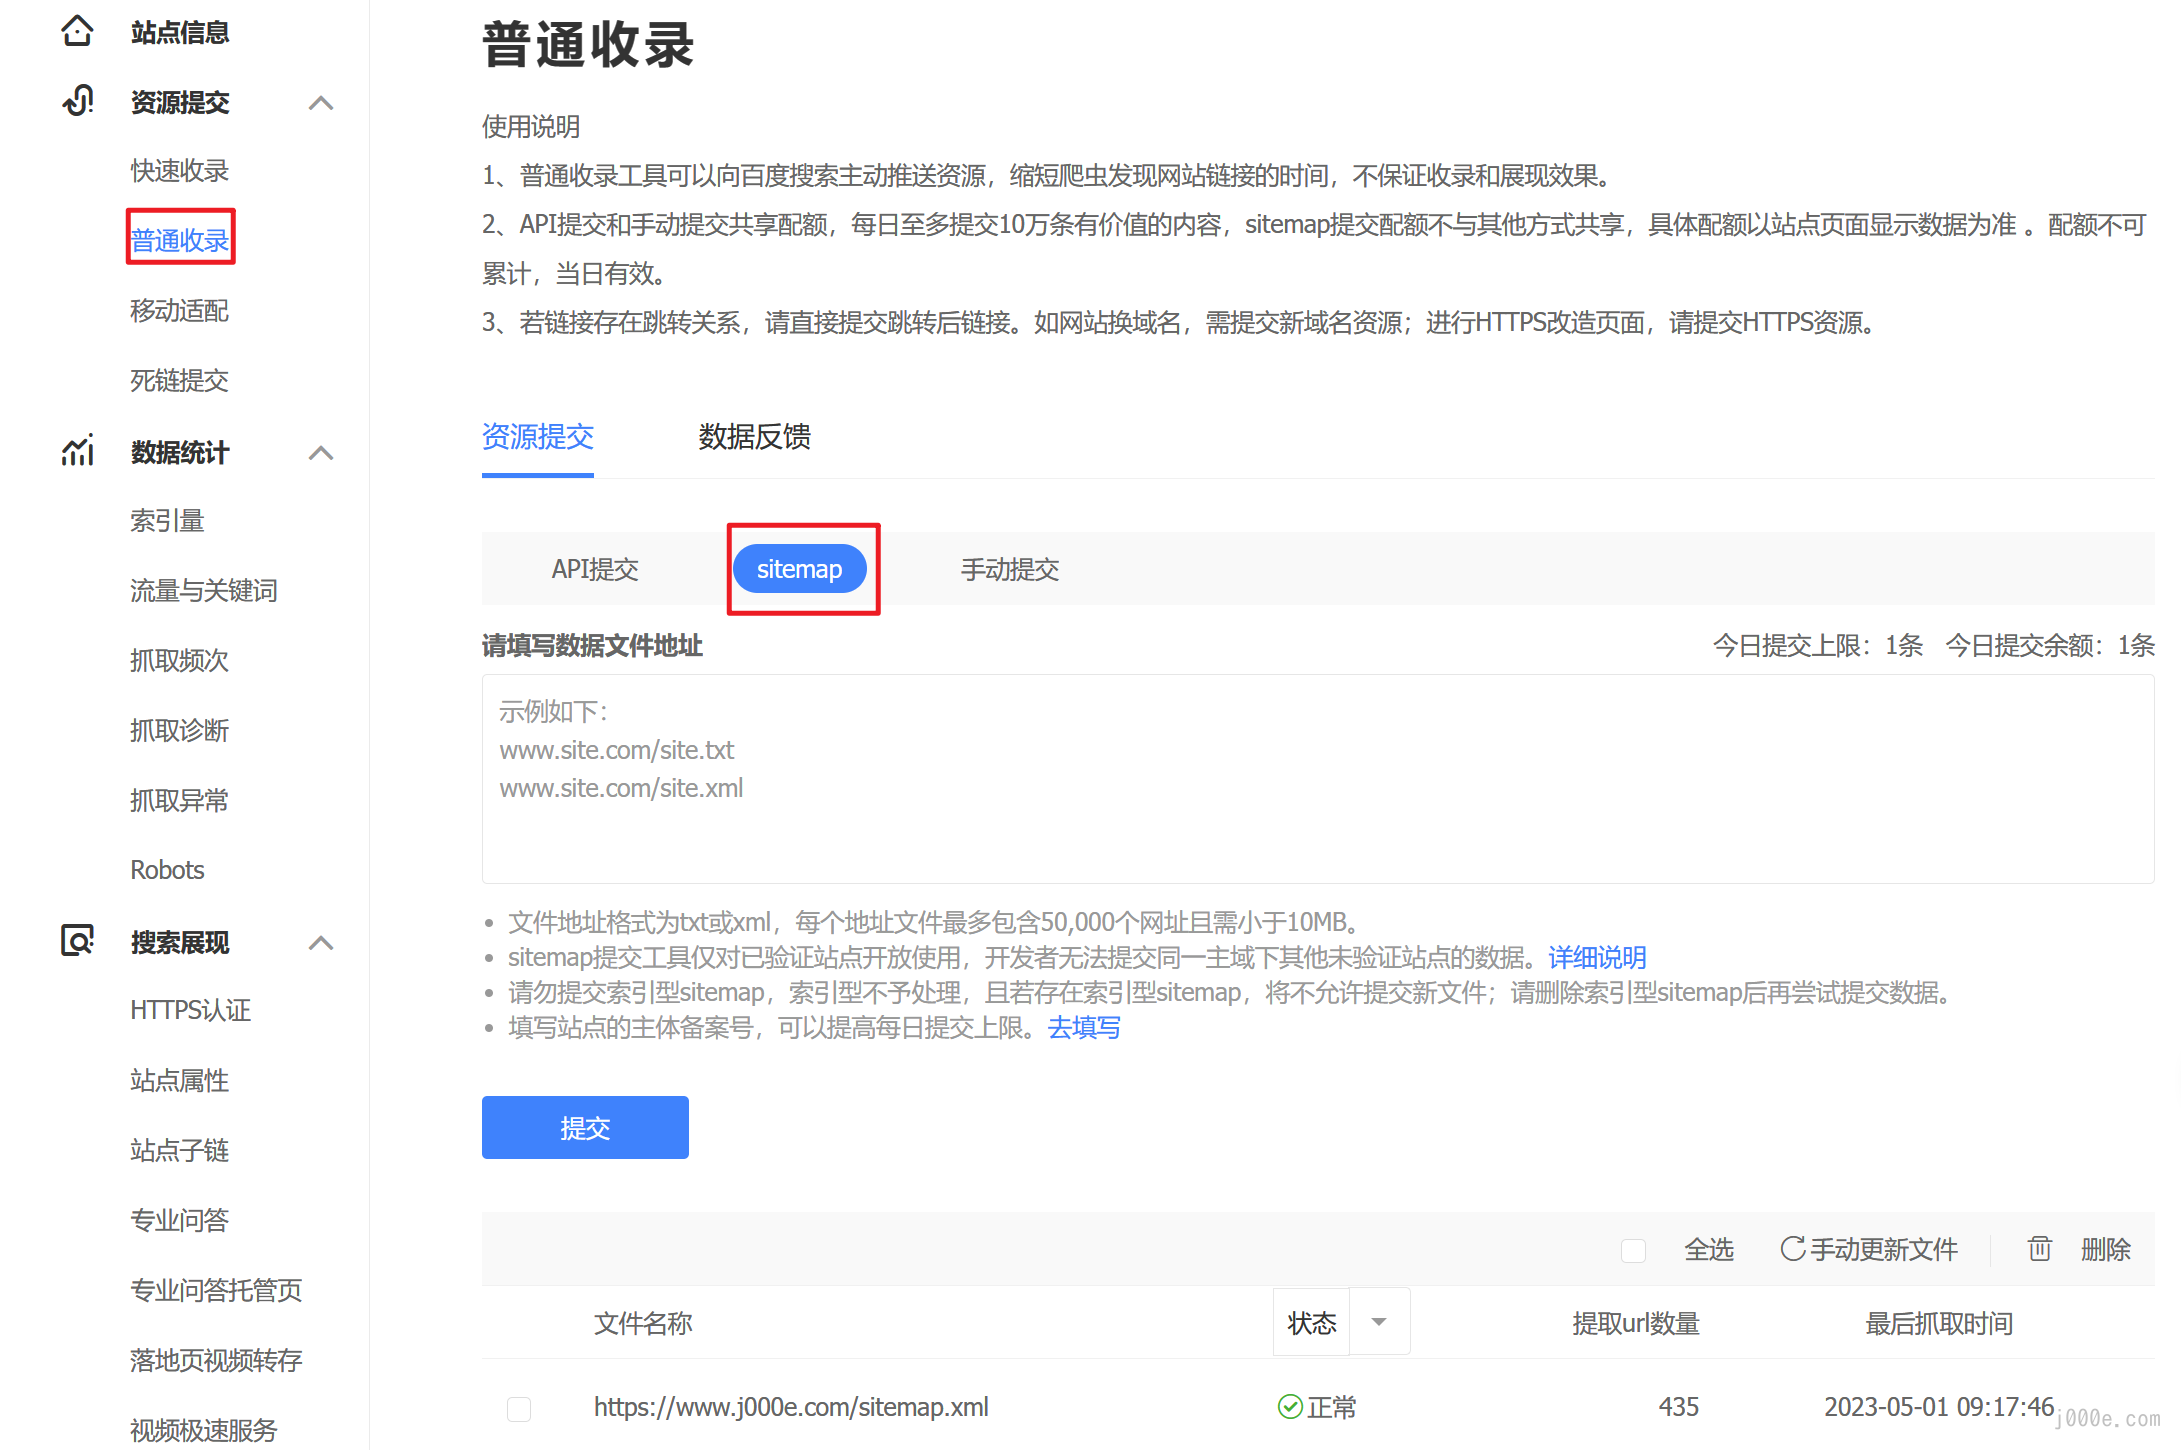 站点信息
资源提交
快速收录
普通收录
移动适配
死链提交
数据统计
索引量
流量与关键词
抓取频次
抓取诊断
抓取异常
Robots
搜索展现
HTTPS认证
站点属性
站点子链
专业问答
专业问答托管页
落地页视频转存
视频极速服务
普通收录
使用说明
1、普通收录工具可以向百度搜索主动推送资源，缩短爬虫发现网站链接的时间，不保证收录和展现效果。
2、API提交和手动提交共享配额，每日至多提交10万条有价值的内容，sitemap提交配额不与其他方式共享，具体配额以站点页面显示数据为准 。配额不可
累计，当日有效。
3、若链接存在跳转关系，请直接提交跳转后链接。如网站换域名，需提交新域名资源；进行HTTPS改造页面，请提交HTTPS资源。
资源提交 数据反馈
API提交 sitemap 手动提交
请填写数据文件地址 今日提交上限：1条 今日提交余额：1条
示例如下：
www.site.com/site.txt
www.site.com/site.xml
文件地址格式为txt或xml，每个地址文件最多包含50,000个网址且需小于10MB。
sitemap提交工具仅对已验证站点开放使用，开发者无法提交同一主域下其他未验证站点的数据。详细说明
请勿提交索引型sitemap，索引型不予处理，且若存在索引型sitemap，将不允许提交新文件；请删除索引型sitemap后再尝试提交数据。
填写站点的主体备案号，可以提高每日提交上限。去填写
提交
全选 手动更新文件 删除
文件名称 状态 提取url数量 最后抓取时间
https://www.j000e.com/sitemap.xml 正常 435 2023-05-01 09:17:46
j000e.com